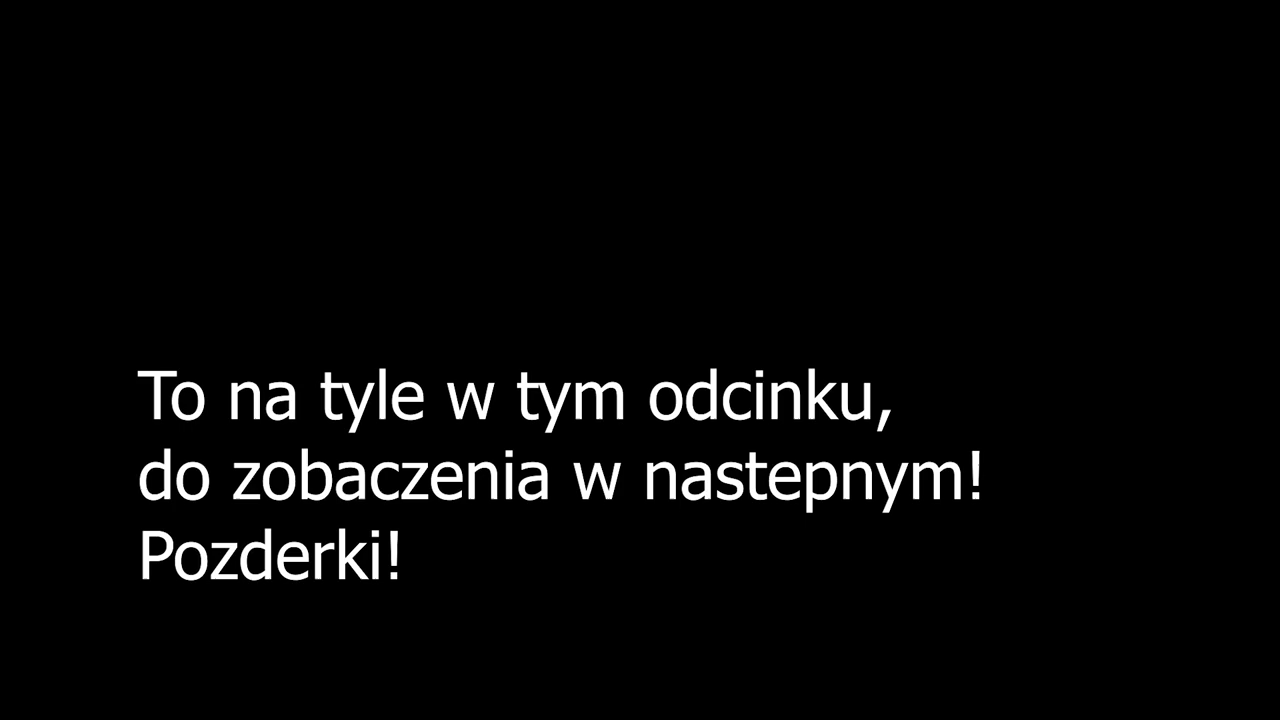 To na tyle w tym odcinku,
do zobaczenia w nastepnym!
Pozderki!